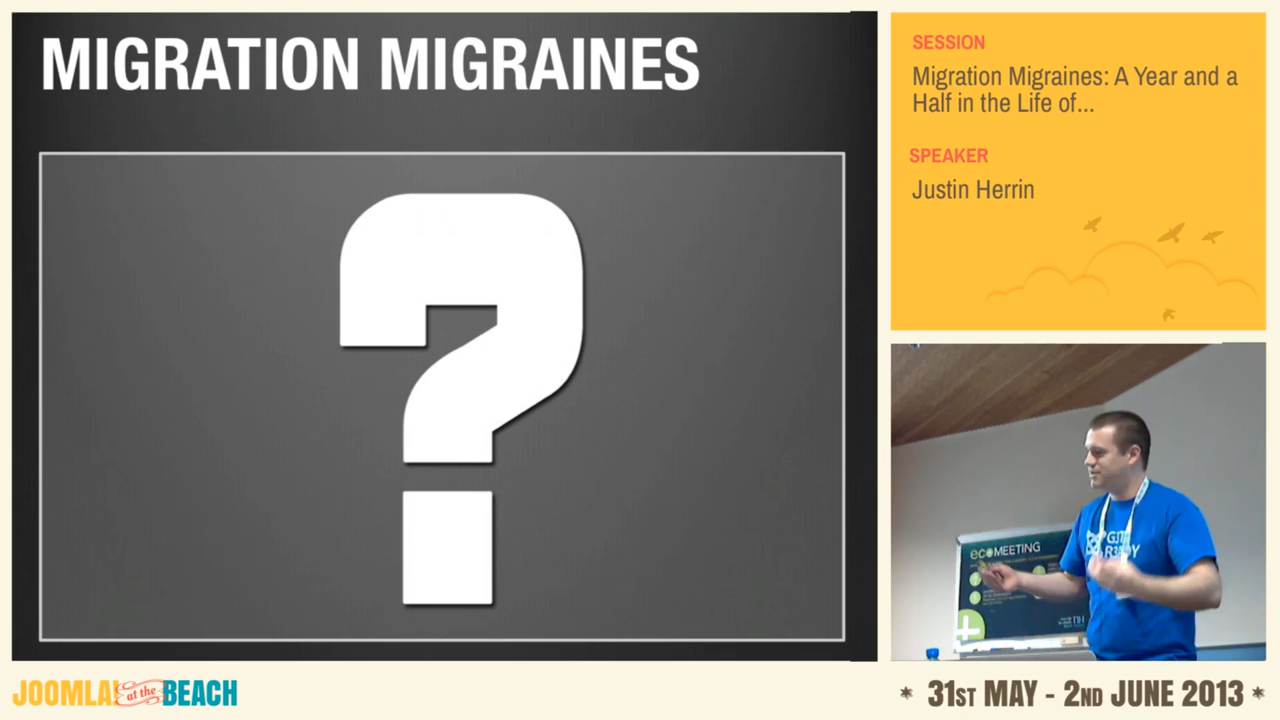 MIGRATION MIGRAINES
?
SESSION
Migration Migraines: A Year and a
Half in the Life of...
SPEAKER
Justin Herrin
ecoMEETING
JOOMLA! at the BEACH
* 31ST MAY - 2ND JUNE 2013 *